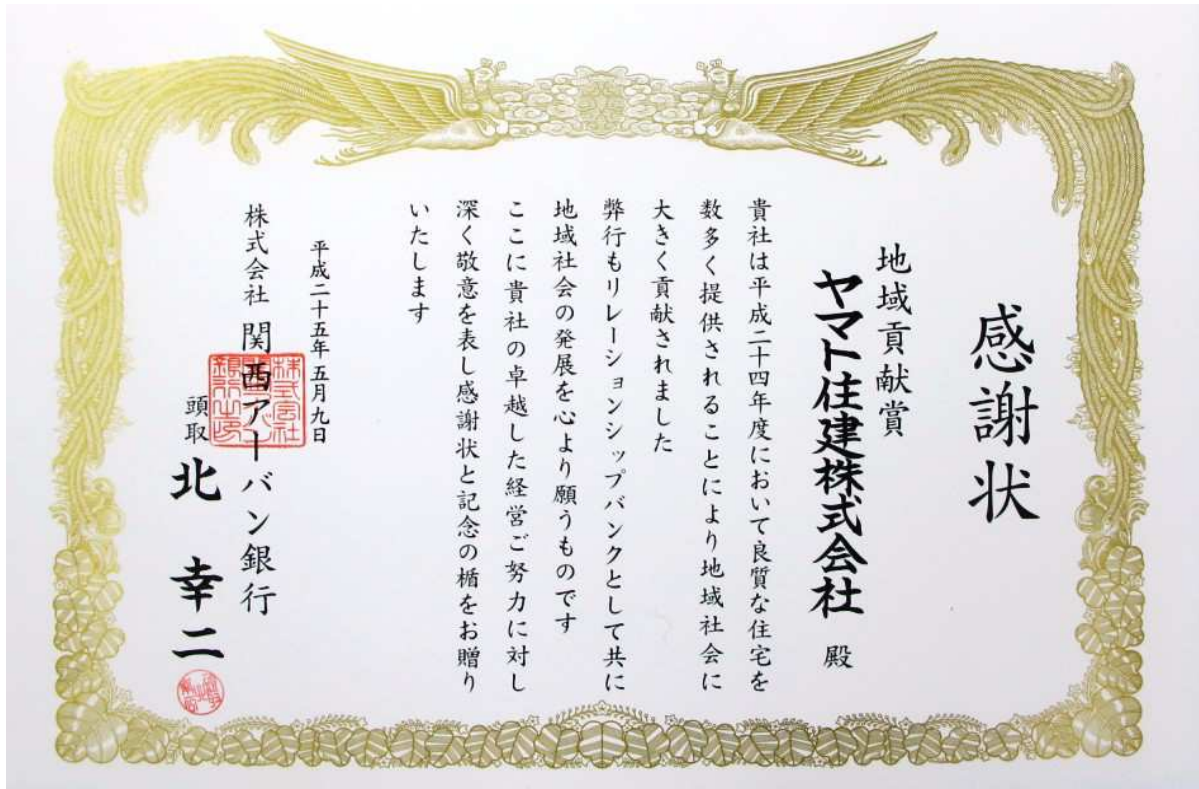 感謝状
地域貢献賞
ヤマト住建株式会社 殿
貴社は平成二十四年度において良質な住宅を
数多く提供されることにより地域社会に
大きく貢献されました
弊行もリレーションシップバンクとして共に
地域社会の発展を心より願うものです
ここに貴社の卓越した経営ご努力に対し
深く敬意を表し感謝状と記念の楯をお贈り
いたします
平成二十五年五月九日
株式会社 関西アーバン銀行
頭取 北 幸二